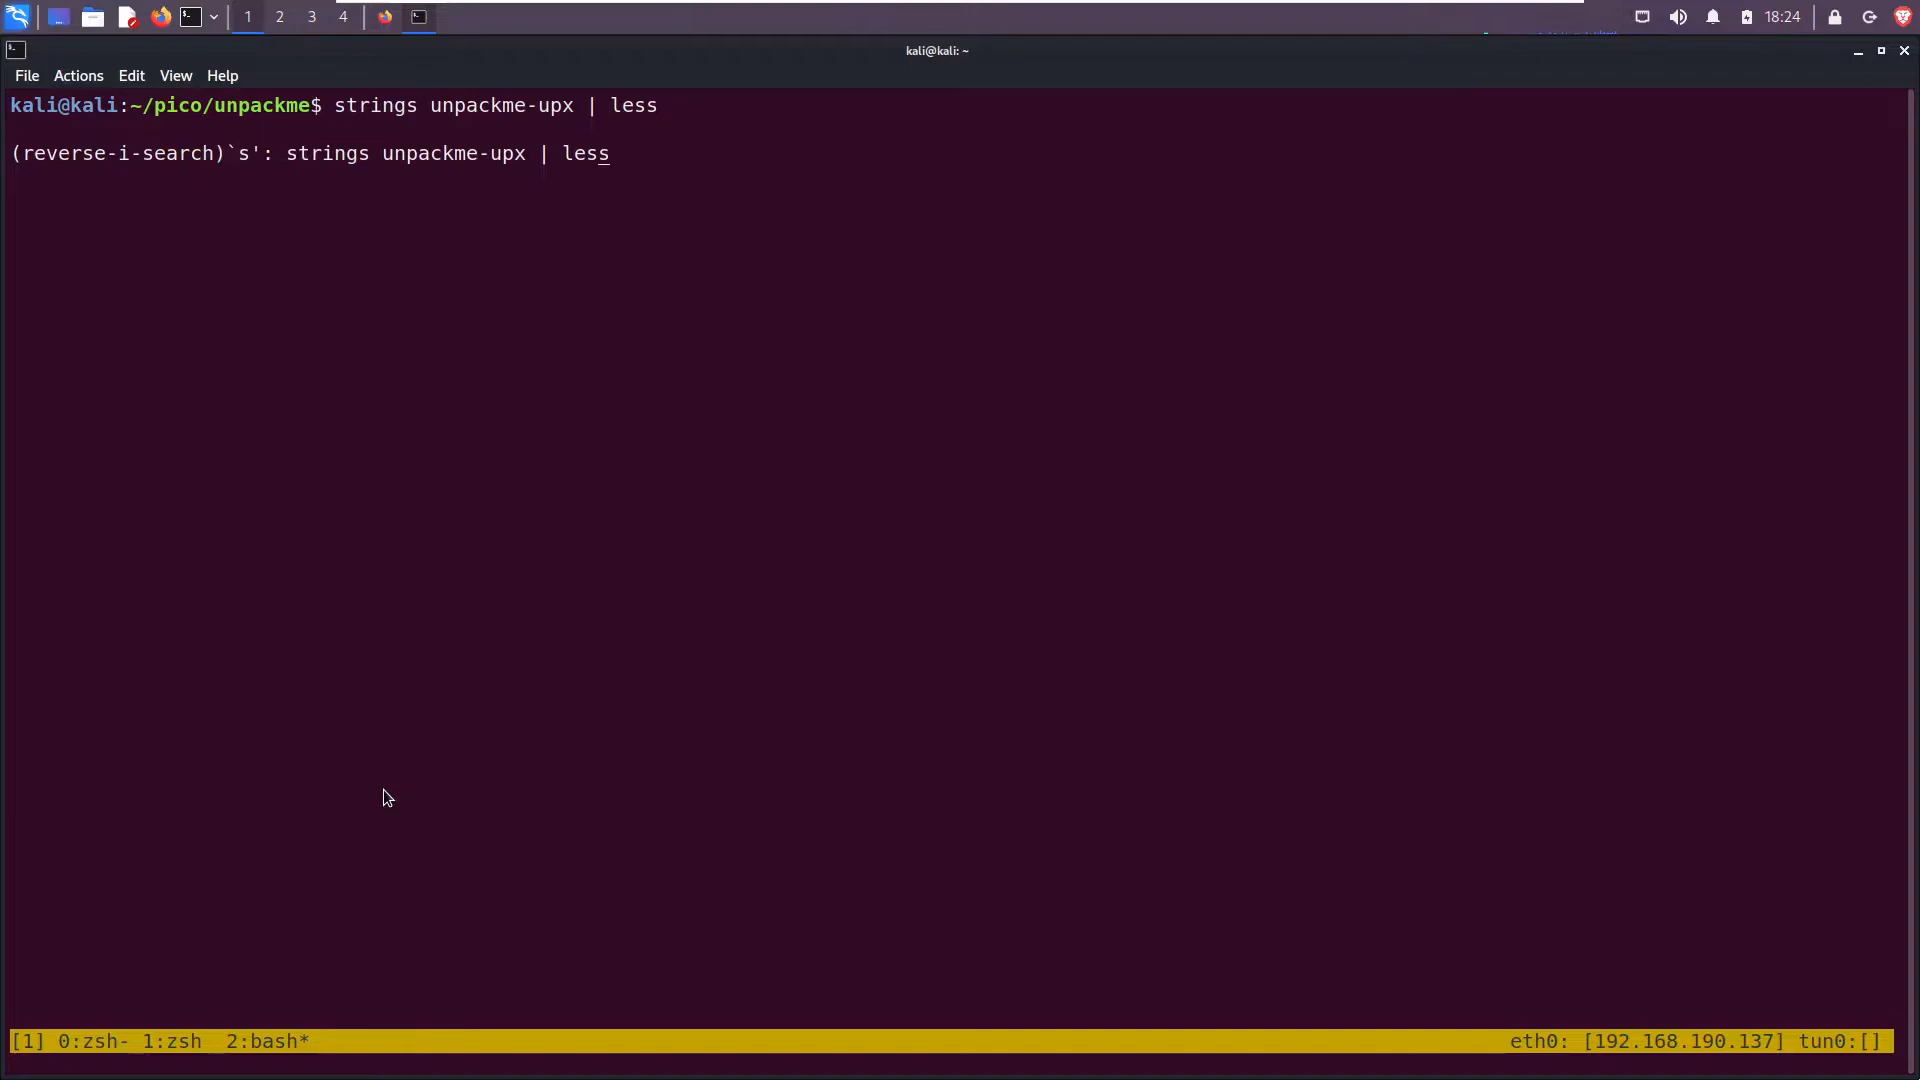 1 2 3 4 18:24
kali@kali: ~
File Actions Edit View Help
kali@kali:~/pico/unpackme$ strings unpackme-upx | less
(reverse-i-search)`s': strings unpackme-upx | less
[1] 0:zsh- 1:zsh  2:bash* eth0: [192.168.190.137] tun0:[]